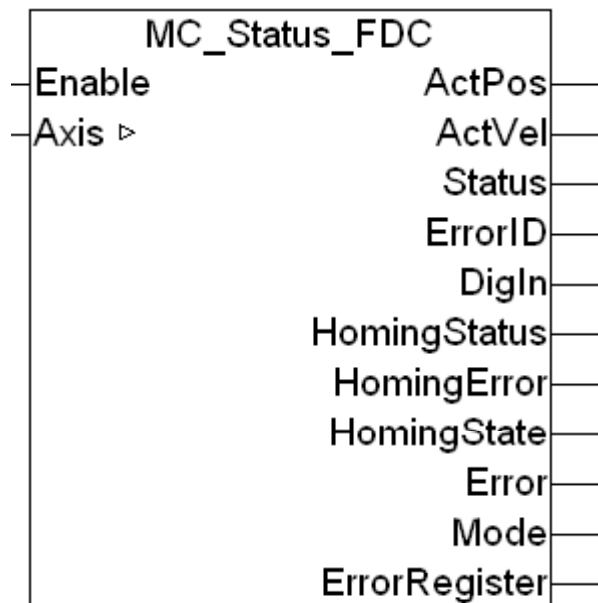 MC_Status_FDC
Enable ActPos
Axis ▷ ActVel
Status
ErrorID
DigIn
HomingStatus
HomingError
HomingState
Error
Mode
ErrorRegister